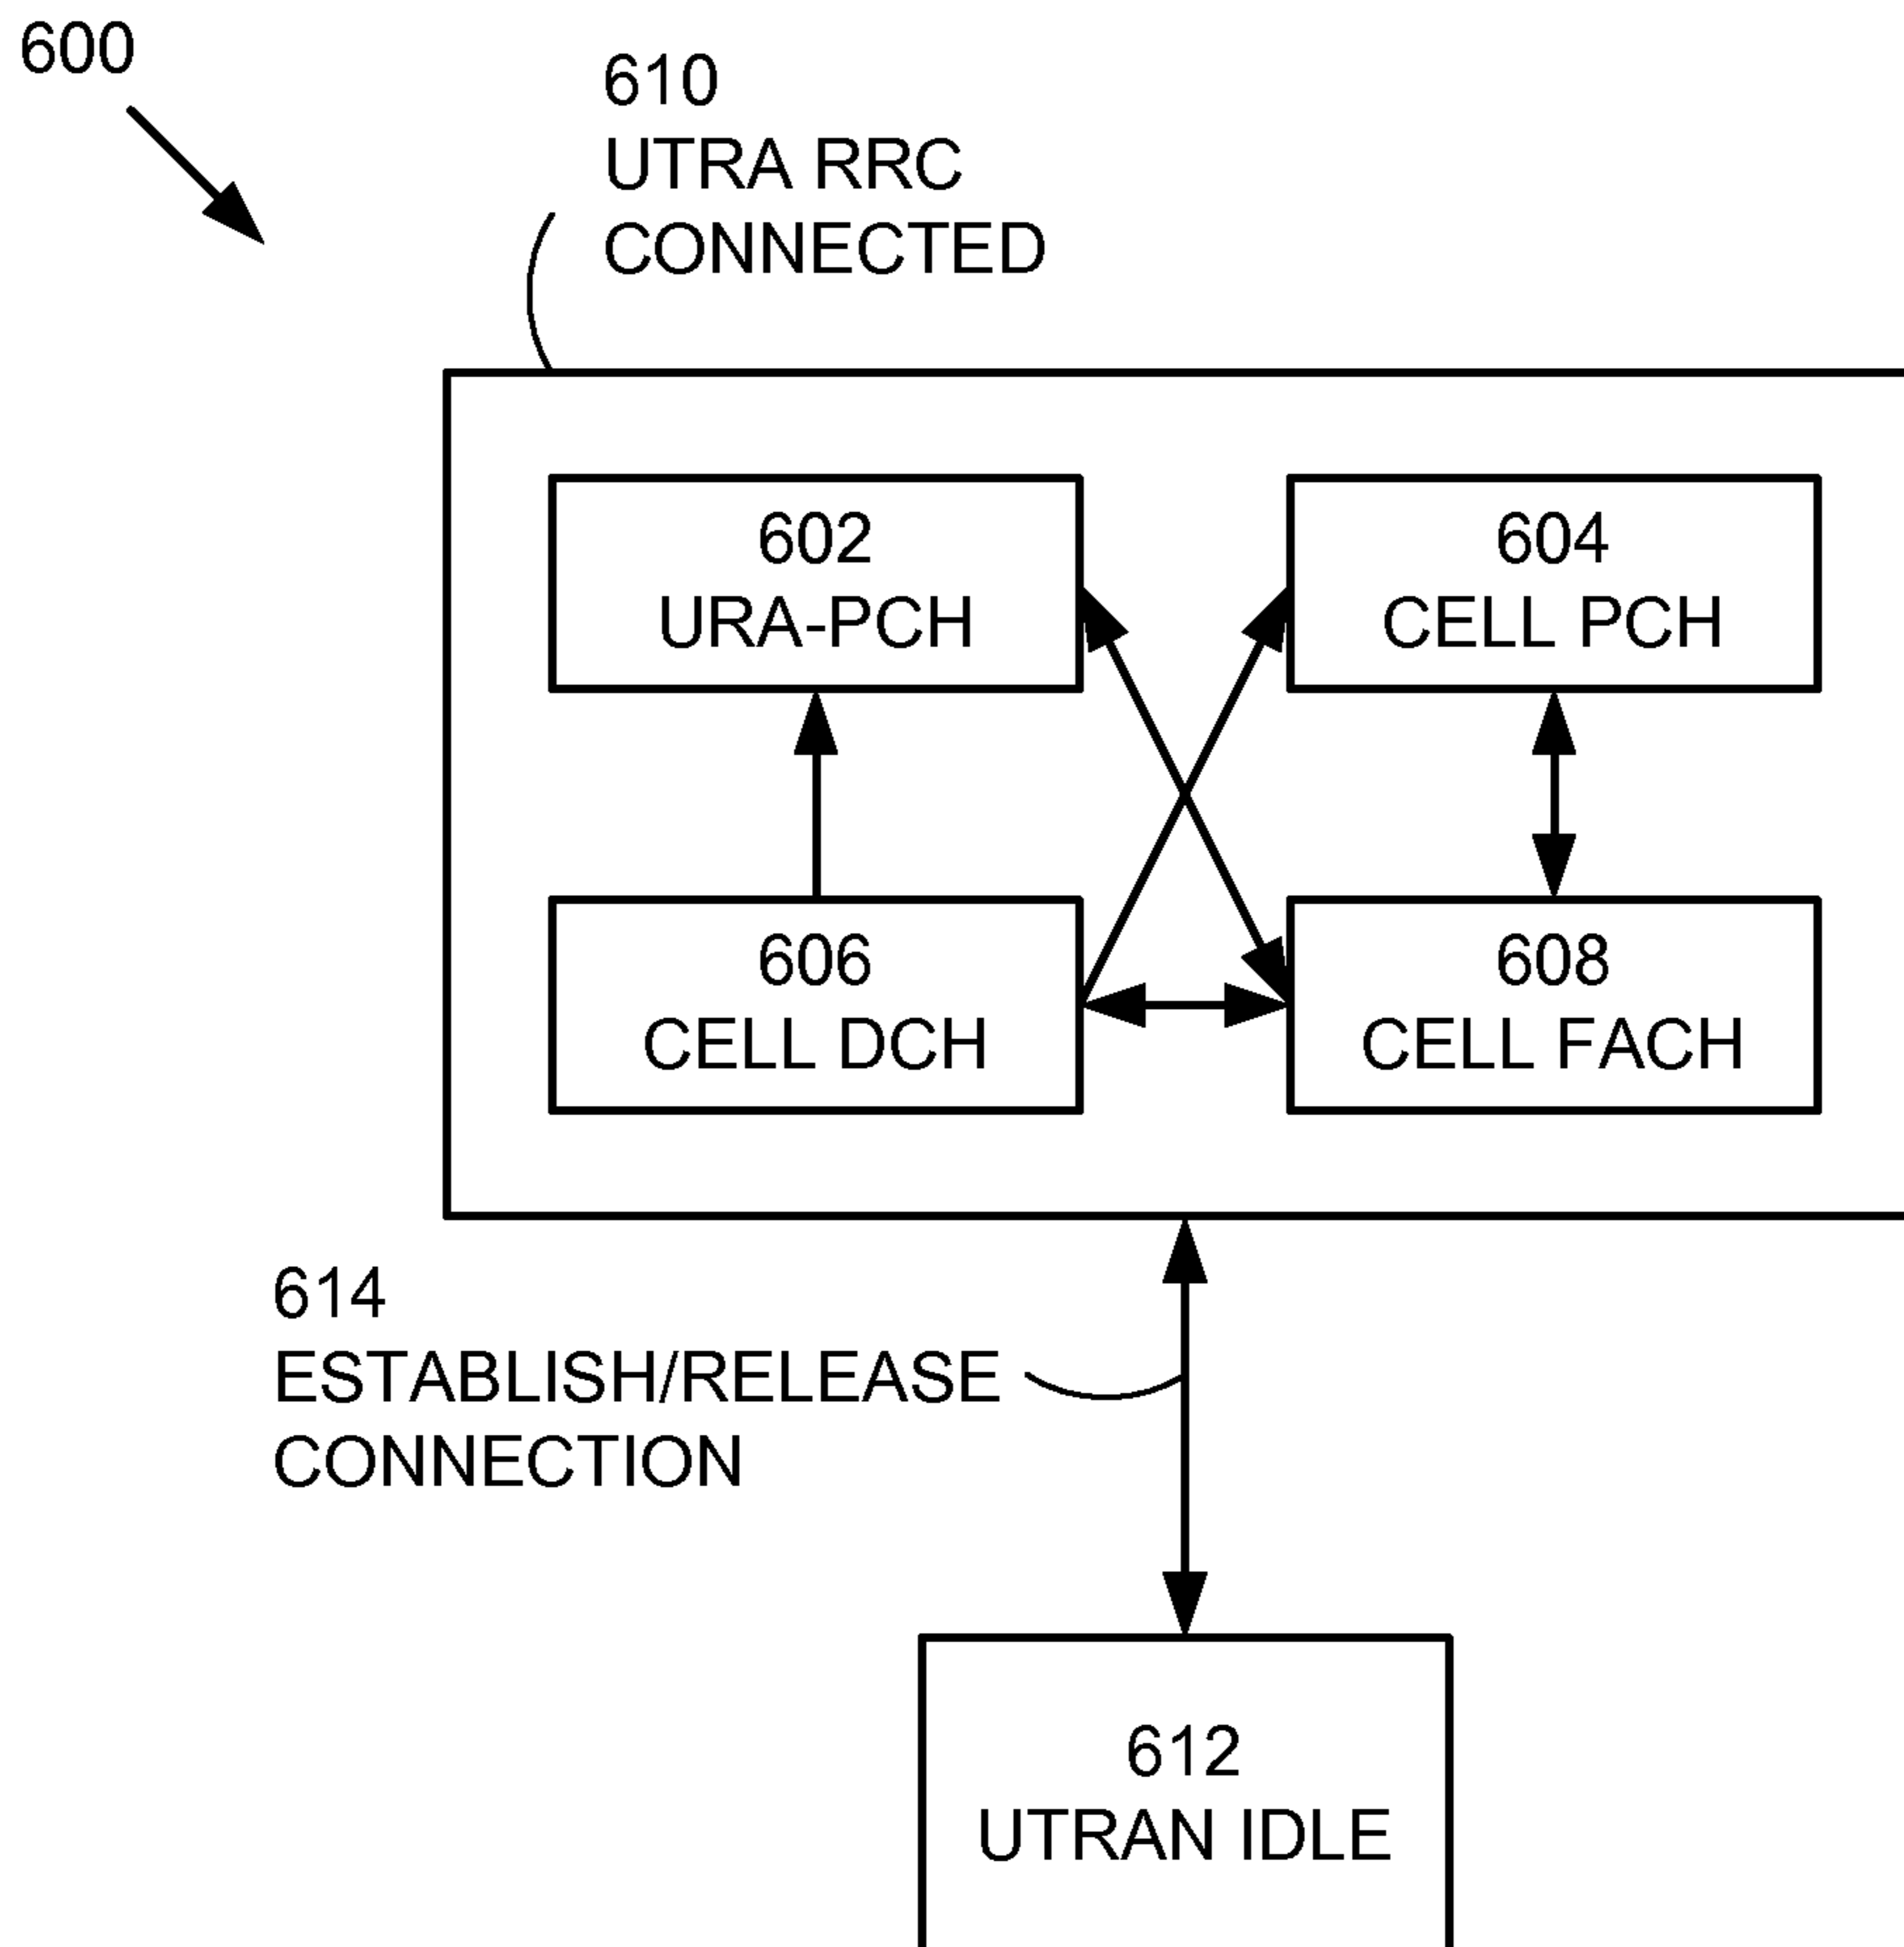 600
610
UTRA RRC
CONNECTED
602
URA-PCH
604
CELL PCH
606
CELL DCH
608
CELL FACH
614
ESTABLISH/RELEASE
CONNECTION
612
UTRAN IDLE